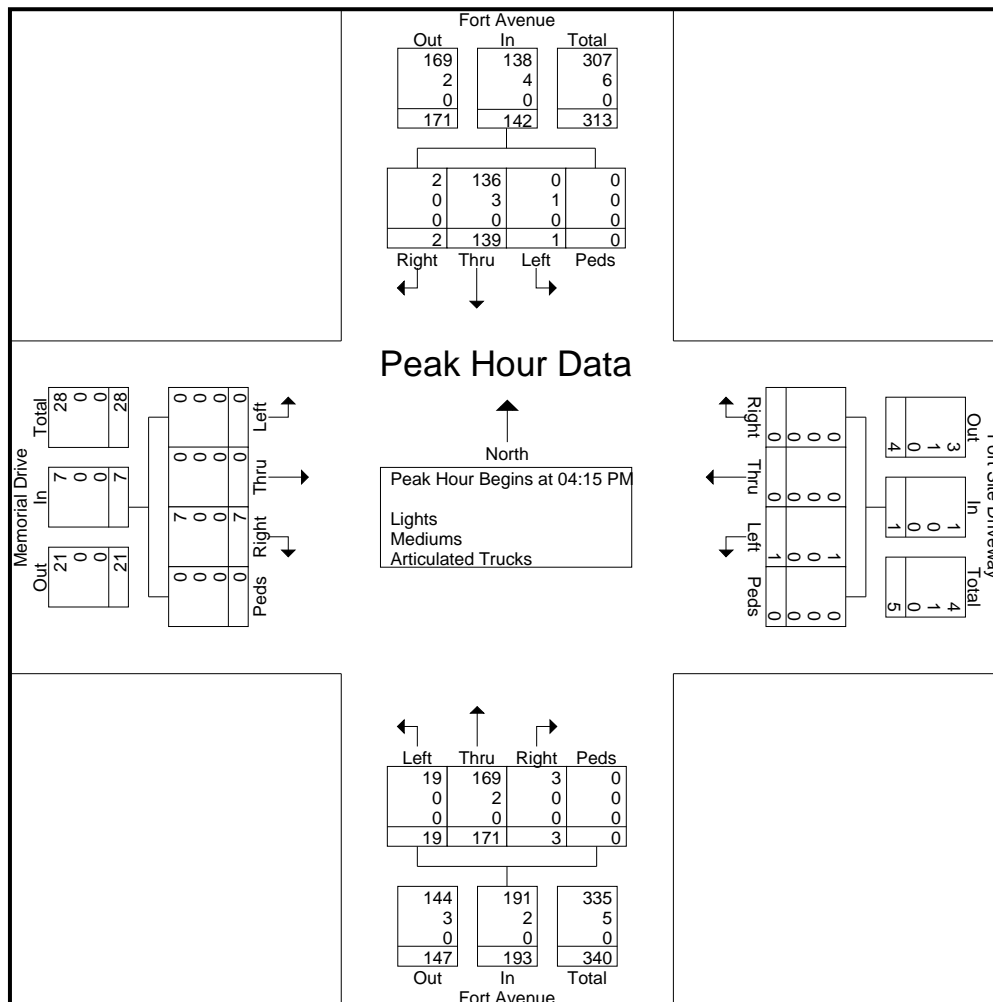 Fort Avenue
Out In Total
169 138 307
2 4 6
0 0 0
171 142 313
2 136 0 0
0 3 1 0
0 0 0 0
2 139 1 0
Right Thru Left Peds
Peak Hour Data
North
Peak Hour Begins at 04:15 PM
Lights
Mediums
Articulated Trucks
Memorial Drive
Out In Total
21 7 28
0 0 0
0 0 0
21 7 28
0 7 0 0
0 0 0 0
0 0 0 0
0 7 0 0
Peds Right Thru Left
Out In Total
3 1 4
1 0 1
0 0 0
4 1 5
0 0 1 0
0 0 0 0
0 0 0 0
0 0 1 0
Right Thru Left Peds
Left Thru Right Peds
19 169 3 0
0 2 0 0
0 0 0 0
19 171 3 0
144 191 335
3 2 5
0 0 0
147 193 340
Out In Total
Fort Avenue